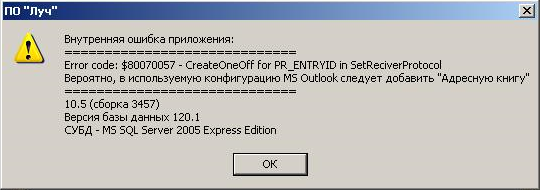 ПО "Луч"
Внутренняя ошибка приложения:
==============================
Error code: $80070057 - CreateOneOff for PR_ENTRYID in SetReciverProtocol
Вероятно, в используемую конфигурацию MS Outlook следует добавить "Адресную книгу"
==============================
10.5 (сборка 3457)
Версия базы данных 120.1
СУБД - MS SQL Server 2005 Express Edition
OK